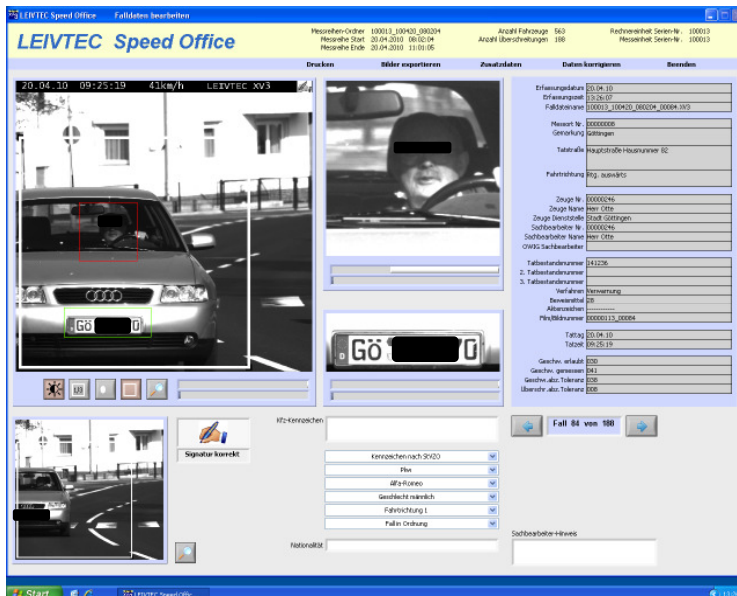 LEIVTEC Speed Office Falldaten bearbeiten
LEIVTEC Speed Office
Messreihen-Ordner 100013_100420_080204
Messreihe Start 20.04.2010 08:02:04
Messreihe Ende 20.04.2010 11:01:05
Anzahl Fahrzeuge 563
Anzahl Überschreitungen 188
Rechnereinheit Serien-Nr. 100013
Messeinheit Serien-Nr. 100013
Drucken Bilder exportieren Zusatzdaten Daten korrigieren Beenden
20.04.10 09:25:19 41km/h LEIVTEC XV3
GÖ 0
D GÖ 0
Erfassungsdatum 20.04.10
Erfassungszeit 13:26:07
Falldateiname 100013_100420_080204_00084.XV3
Messort Nr. 00000008
Gemarkung Göttingen
Tatstraße Hauptstraße Hausnummer 82
Fahrtrichtung Rtg. auswärts
Zeuge Nr. 00000246
Zeuge Name Herr Otte
Zeuge Dienststelle Stadt Göttingen
Sachbearbeiter Nr. 00000246
Sachbearbeiter Name Herr Otte
OWIG Sachbearbeiter
Tatbestandsnummer 141236
2. Tatbestandsnummer
3. Tatbestandsnummer
Verfahren Verwarnung
Beweismittel 28
Aktenzeichen ------------
Film/Bildnummer 00000113_00084
Tattag 20.04.10
Tatzeit 09:25:19
Geschw. erlaubt 030
Geschw. gemessen 041
Geschw.abz.Toleranz 038
Überschr.abz.Toleranz 008
Signatur korrekt
Kfz-Kennzeichen
Kennzeichen nach StVZO
Pkw
Alfa-Romeo
Geschlecht männlich
Fahrtrichtung 1
Fall in Ordnung
Nationalität
Fall 84 von 188
Sachbearbeiter-Hinweis
Start LEIVTEC Speed Offic...